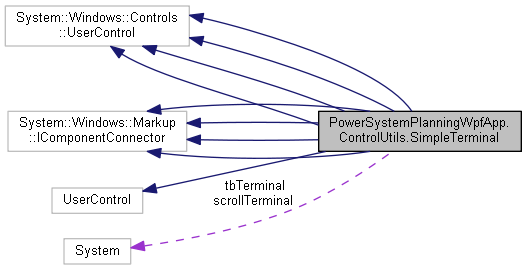 System::Windows::Controls
::UserControl
System::Windows::Markup
::IComponentConnector
PowerSystemPlanningWpfApp.
ControlUtils.SimpleTerminal
UserControl
tbTerminal
scrollTerminal
System